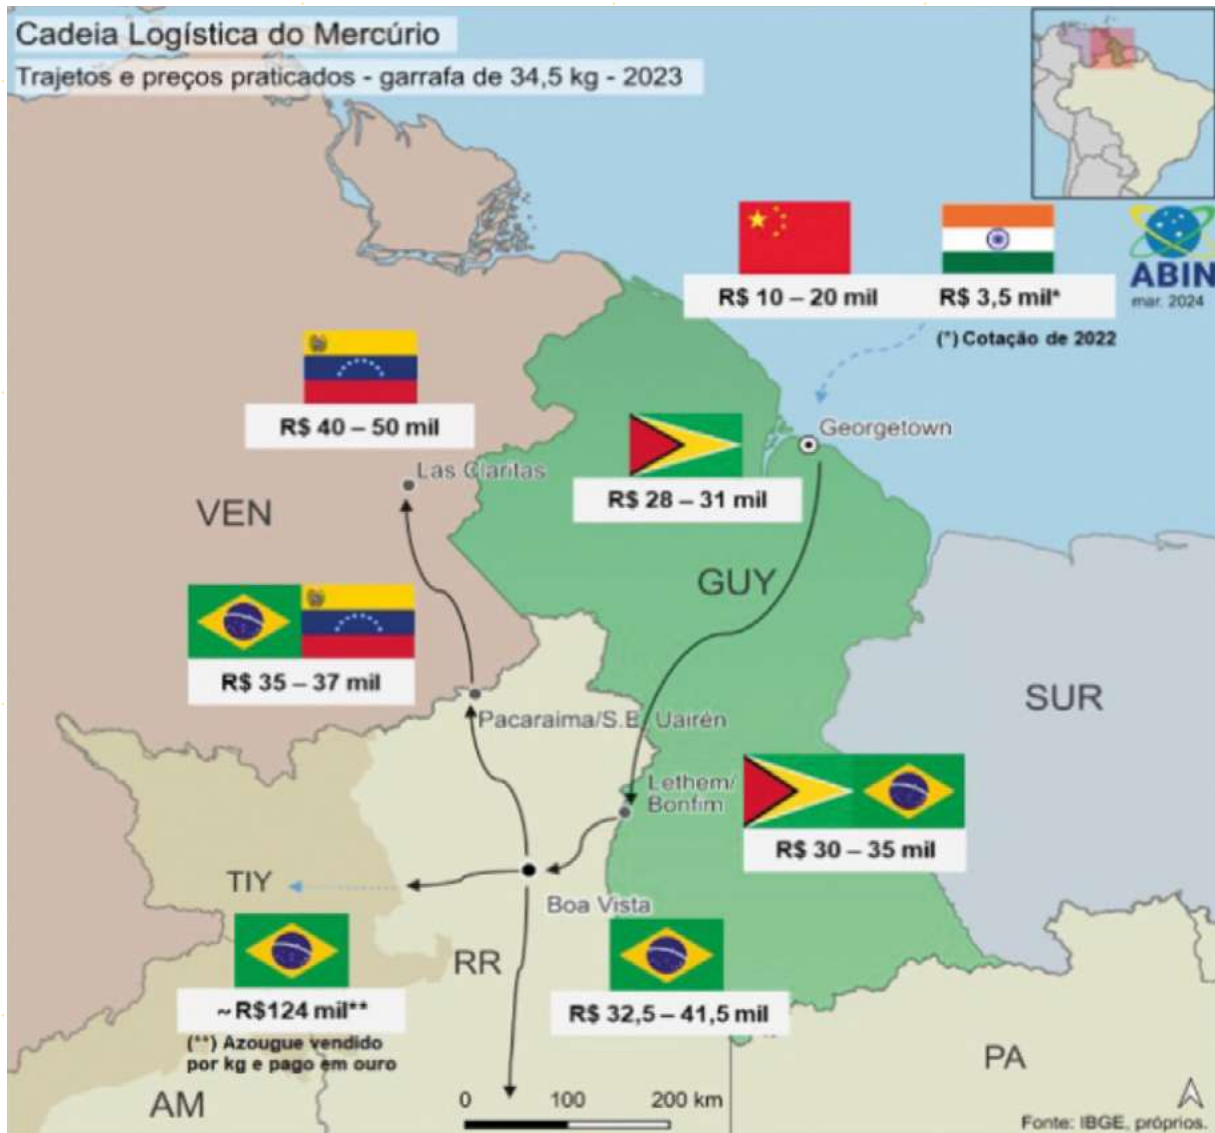 Cadeia Logística do Mercúrio
Trajetos e preços praticados - garrafa de 34,5 kg - 2023
ABIN
mar. 2024
R$ 10 – 20 mil
R$ 3,5 mil*
(*) Cotação de 2022
R$ 40 – 50 mil
Georgetown
Las Claritas
R$ 28 – 31 mil
VEN
GUY
R$ 35 – 37 mil
SUR
Pacaraima/S.E. Uairén
Lethem/
Bonfim
R$ 30 – 35 mil
TIY
Boa Vista
RR
~R$124 mil**
R$ 32,5 – 41,5 mil
(**) Azougue vendido
por kg e pago em ouro
PA
AM
0 100 200 km
Fonte: IBGE, próprios.